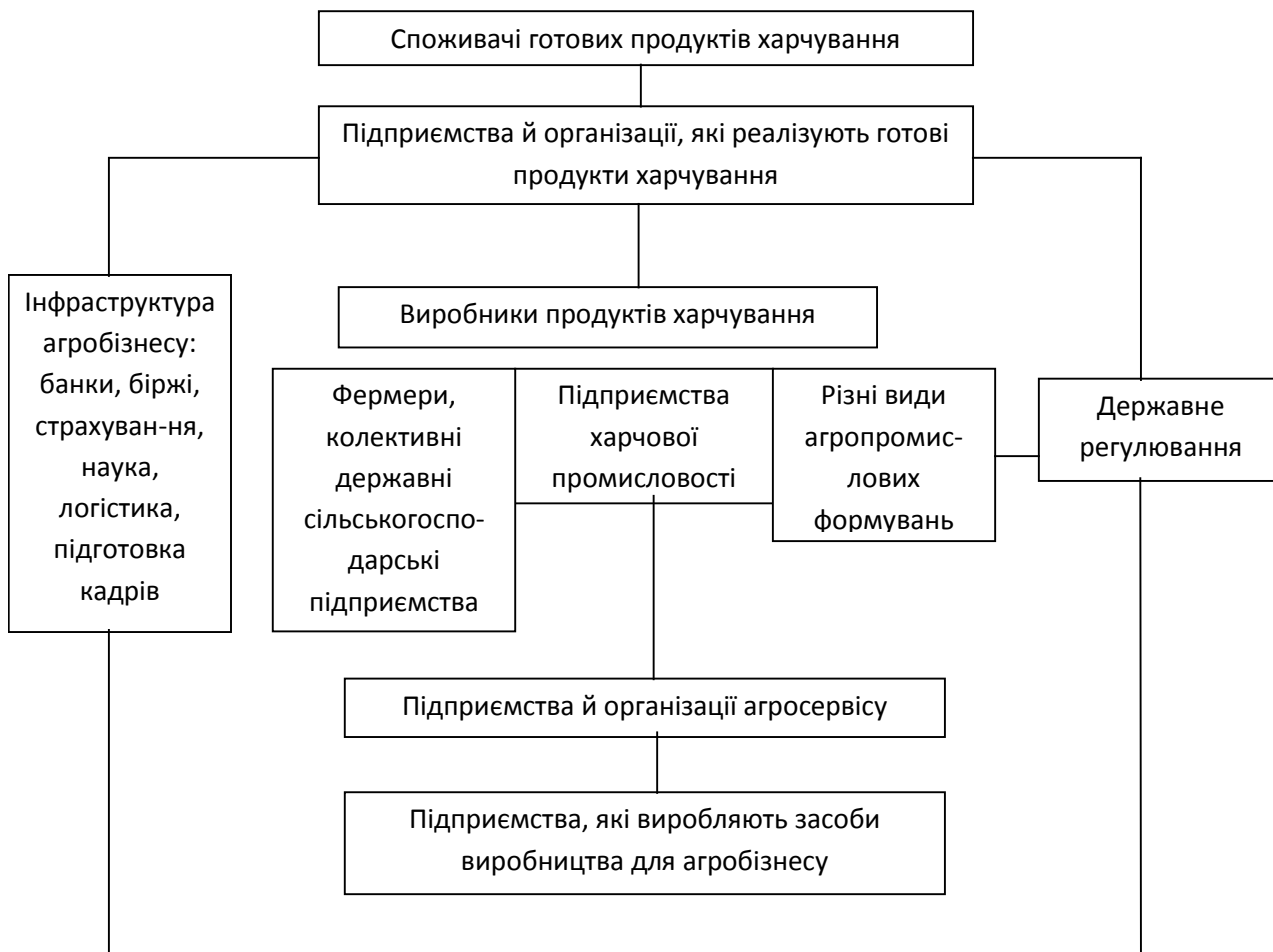 Споживачі готових продуктів харчування
Підприємства й організації, які реалізують готові
продукти харчування
Інфраструктура
агробізнесу:
банки, біржі,
страхуван-ня,
наука,
логістика,
підготовка
кадрів
Виробники продуктів харчування
Фермери,
колективні
державні
сільськогоспо-
дарські
підприємства
Підприємства
харчової
промисловості
Різні види
агропромис-
лових
формувань
Державне
регулювання
Підприємства й організації агросервісу
Підприємства, які виробляють засоби
виробництва для агробізнесу